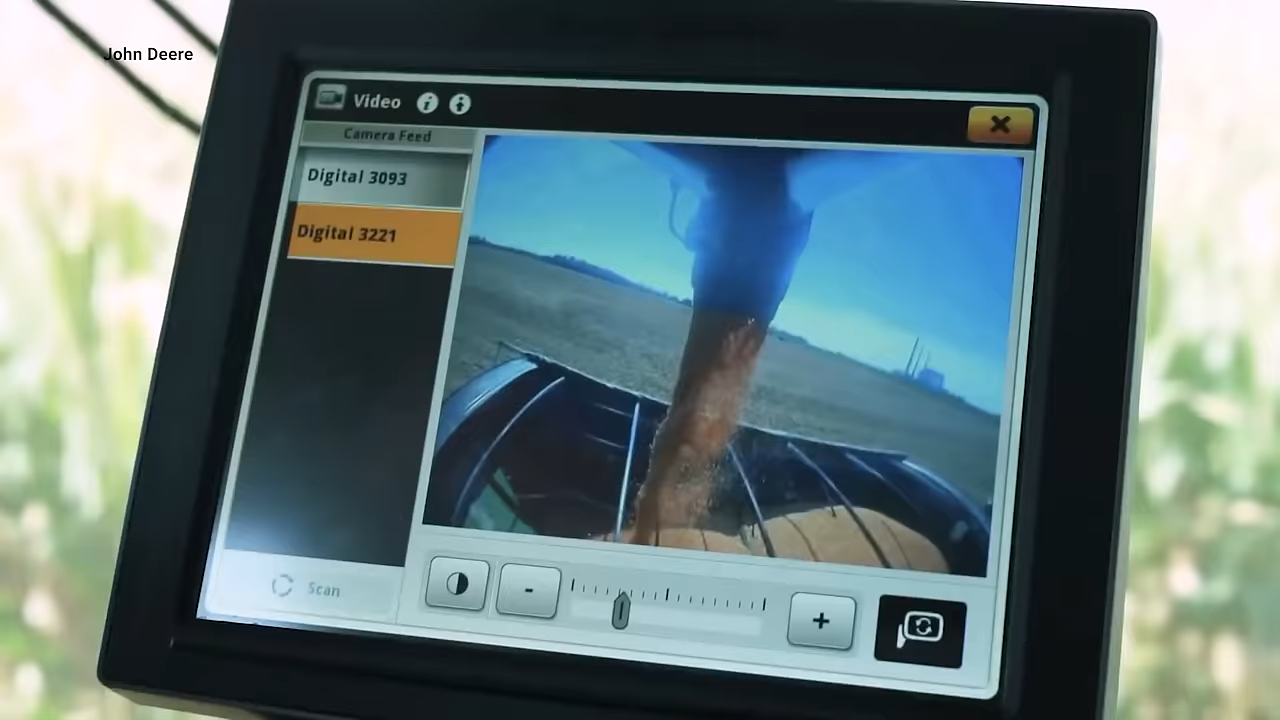 John Deere
Video
Camera Feed
Digital 3093
Digital 3221
Scan
-
+